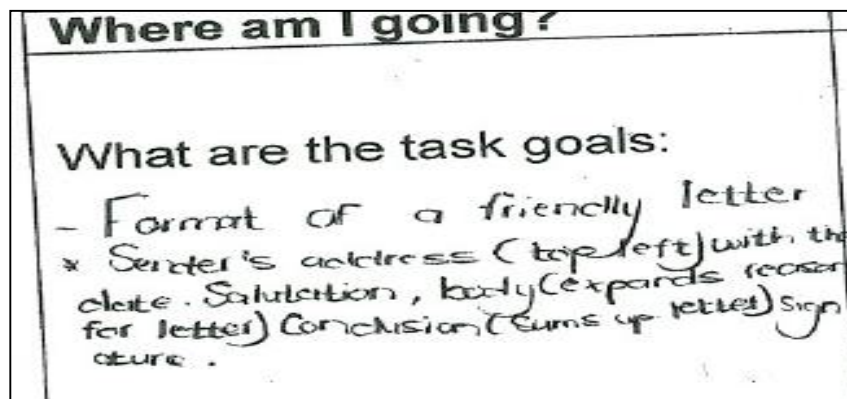 Where am I going?
What are the task goals:
- Format of a friendly letter
* Sender's address (top left) with the
date. Salutation, body (expands reason
for letter) Conclusion (sums up letter) Sign
ature.